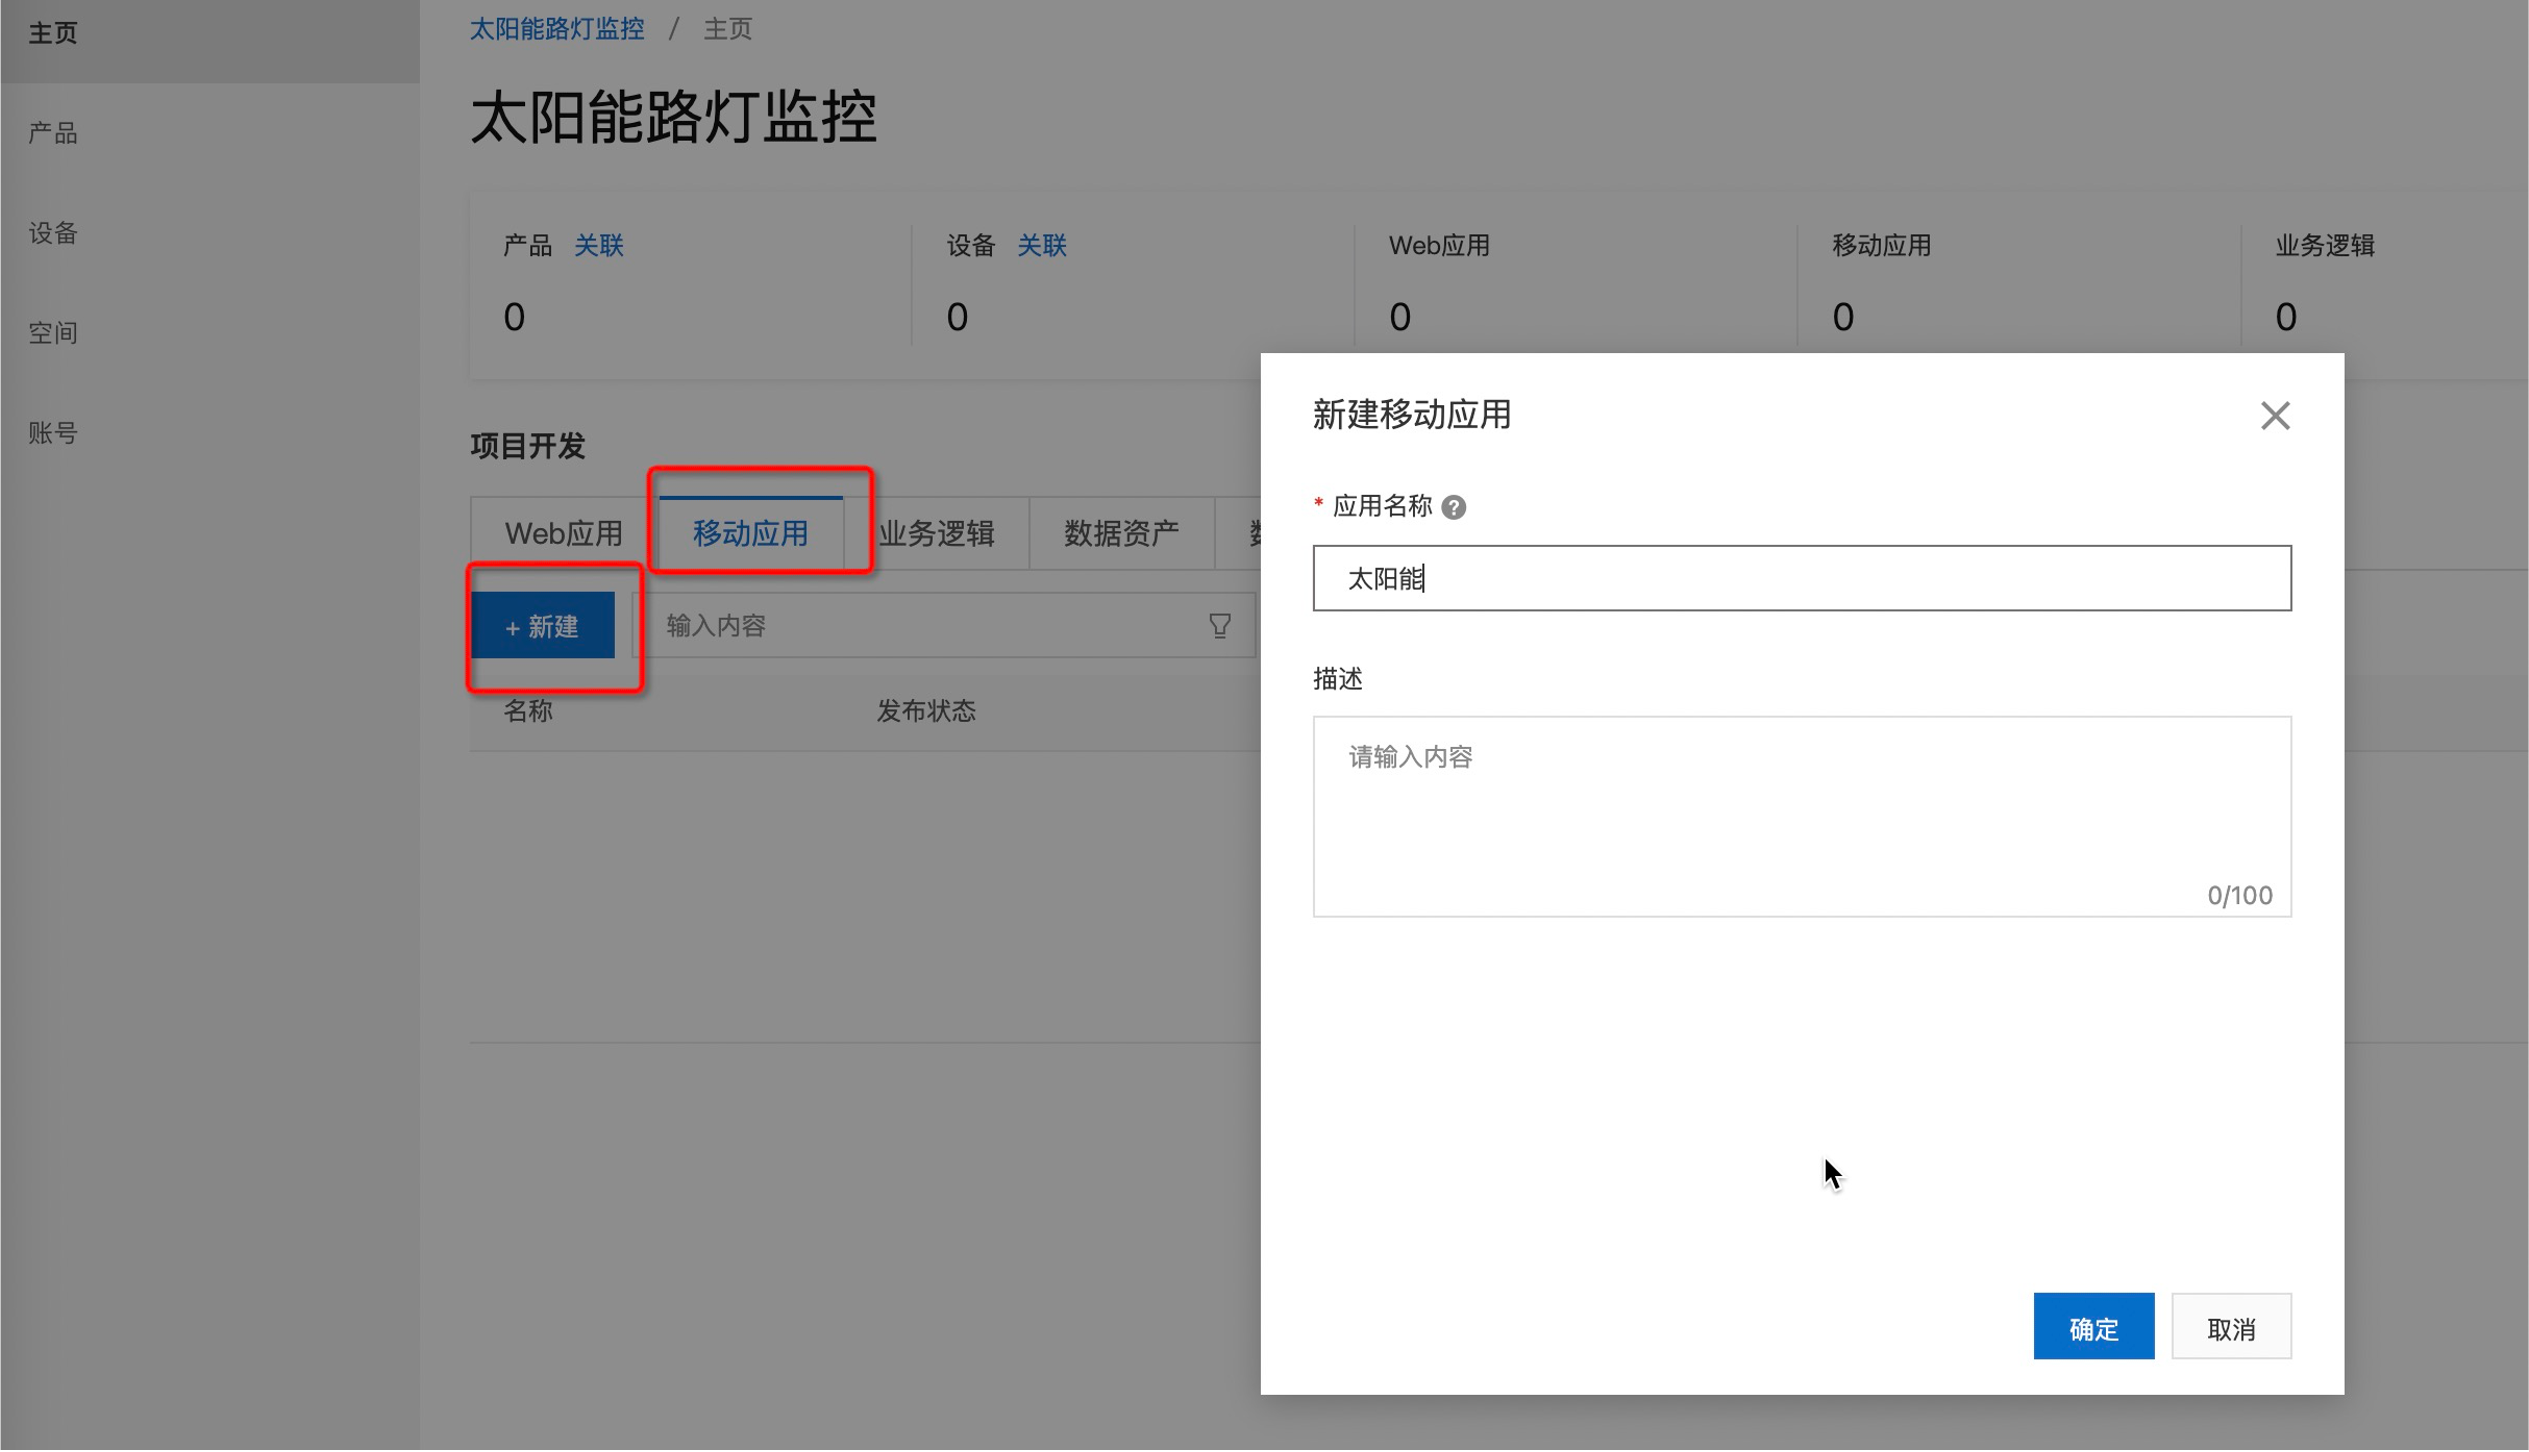 主页
产品
设备
空间
账号
太阳能路灯监控 / 主页
太阳能路灯监控
产品 关联 设备 关联 Web应用 移动应用 业务逻辑
0 0 0 0 0
项目开发
Web应用 移动应用 业务逻辑 数据资产
+ 新建 输入内容
名称 发布状态
新建移动应用
* 应用名称 ?
太阳能
描述
请输入内容
0/100
确定 取消